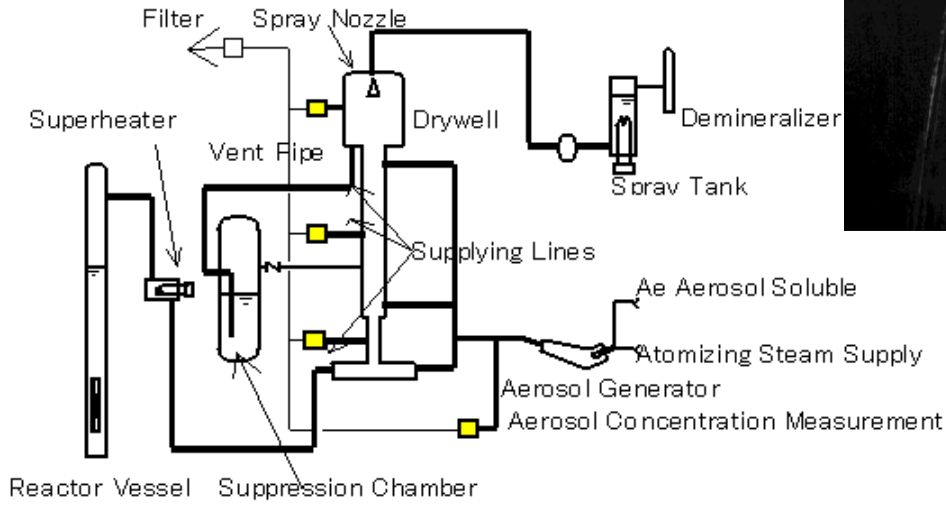 Filter
Spray Nozzle
Superheater
Drywell
Demineralizer
Vent Pipe
Spray Tank
Supplying Lines
Ae Aerosol Soluble
Atomizing Steam Supply
Aerosol Generator
Aerosol Concentration Measurement
Reactor Vessel
Suppression Chamber